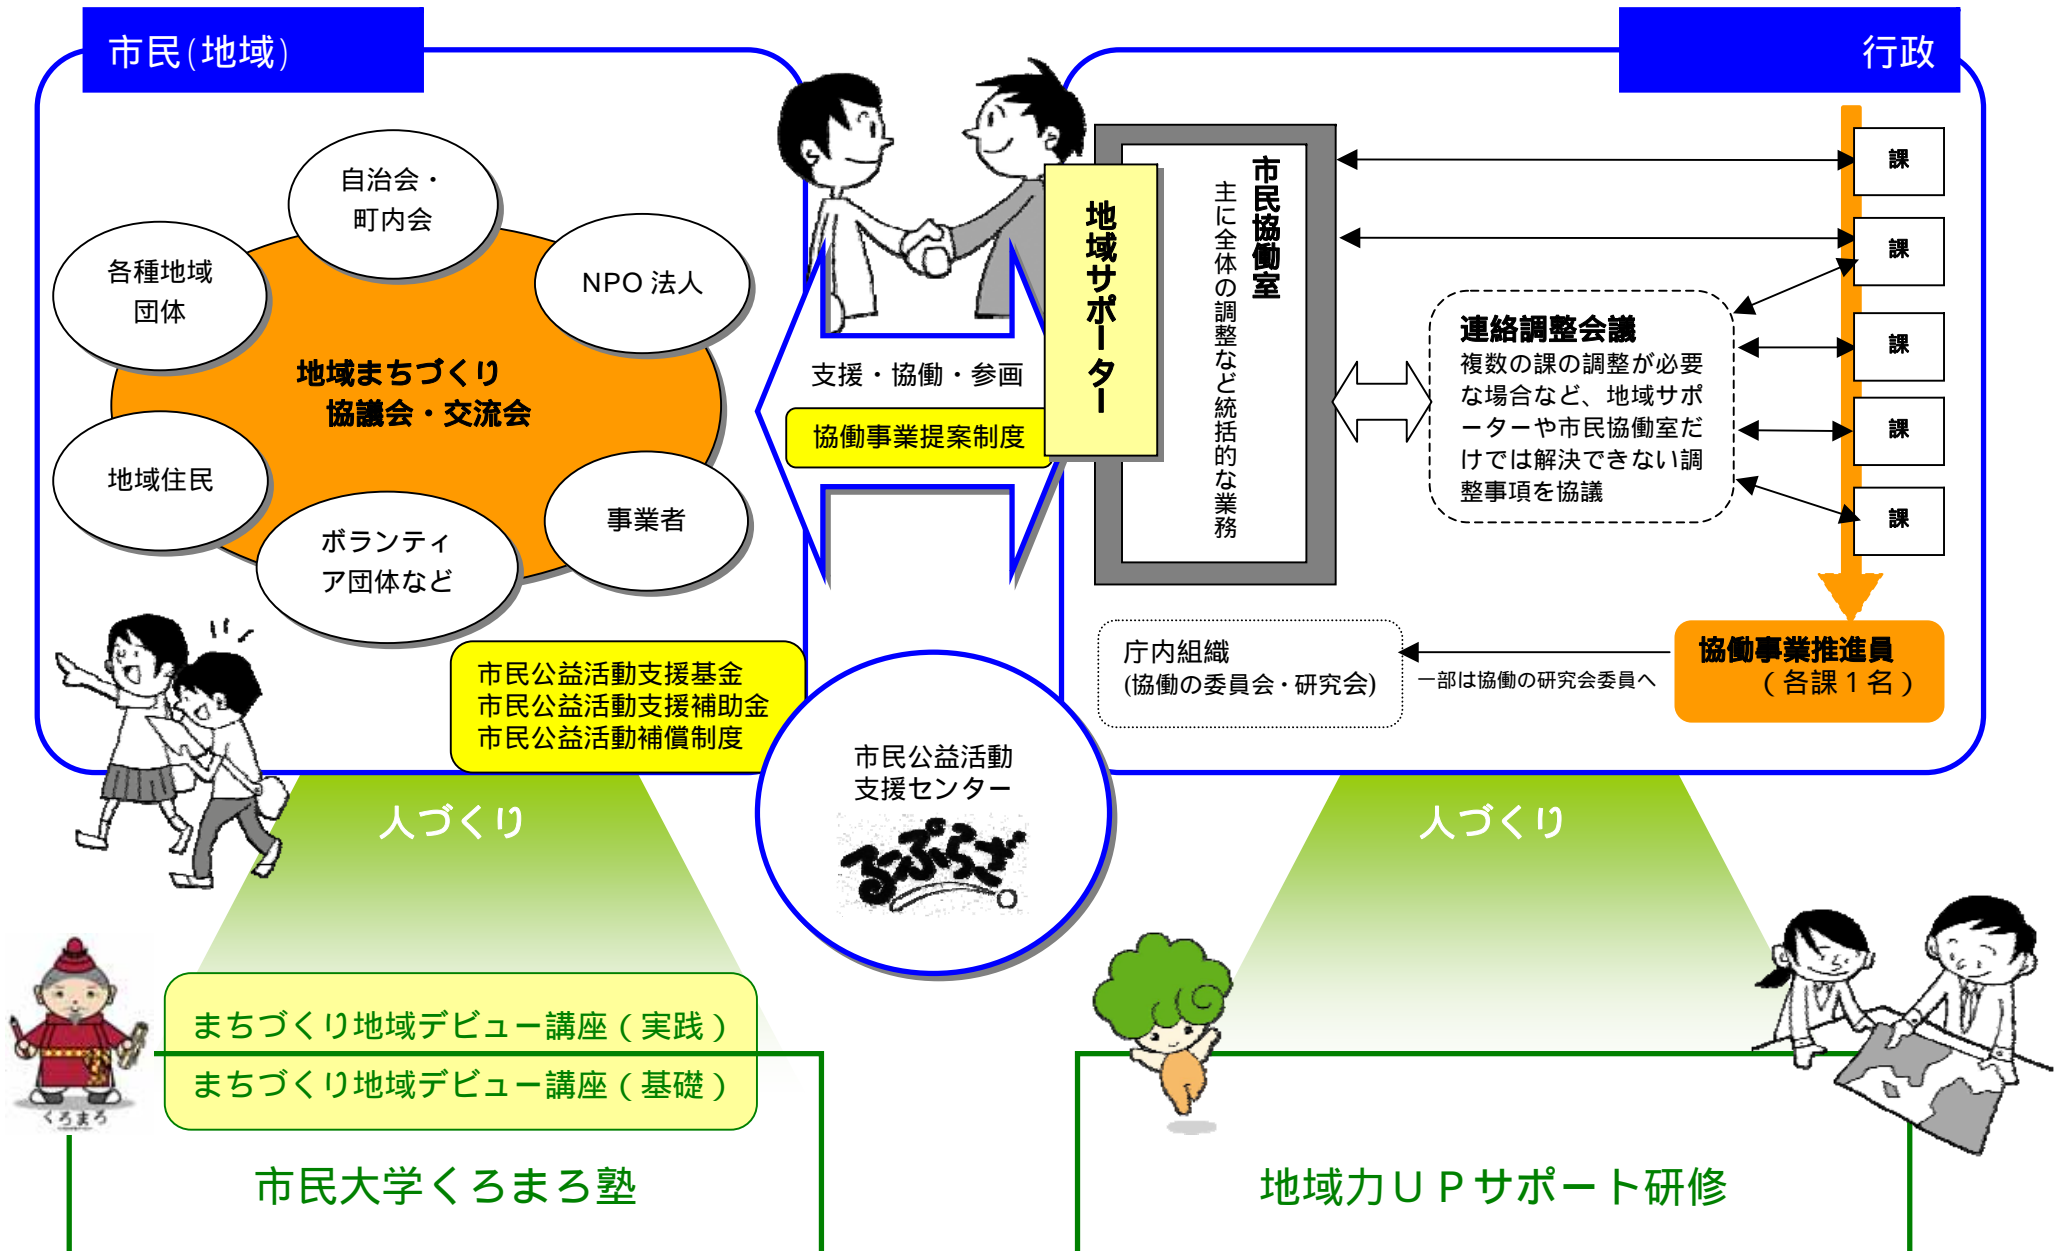 市民(地域)
行政
自治会・
町内会
各種地域
団体
NPO 法人
地域まちづくり
協議会・交流会
地域住民
ボランティ
ア団体など
事業者
支援・協働・参画
協働事業提案制度
地域サポーター
市民協働室
主に全体の調整など統括的な業務
連絡調整会議
複数の課の調整が必要
な場合など、地域サポ
ーターや市民協働室だ
けでは解決できない調
整事項を協議
課
課
課
課
課
協働事業推進員
（各課１名）
一部は協働の研究会委員へ
庁内組織
(協働の委員会・研究会)
市民公益活動支援基金
市民公益活動支援補助金
市民公益活動補償制度
市民公益活動
支援センター
るぷらざ
人づくり
人づくり
まちづくり地域デビュー講座（実践）
まちづくり地域デビュー講座（基礎）
くろまろ
市民大学くろまろ塾
地域力ＵＰサポート研修